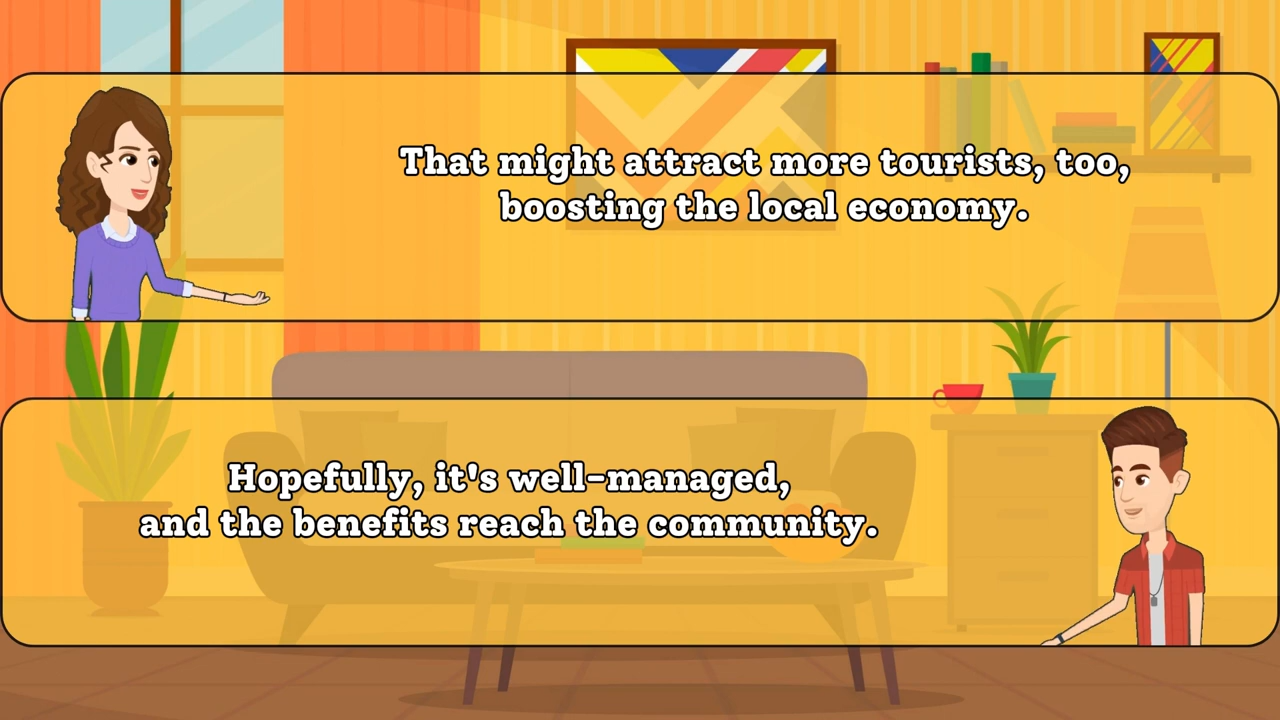 That might attract more tourists, too,
boosting the local economy.
Hopefully, it's well-managed,
and the benefits reach the community.